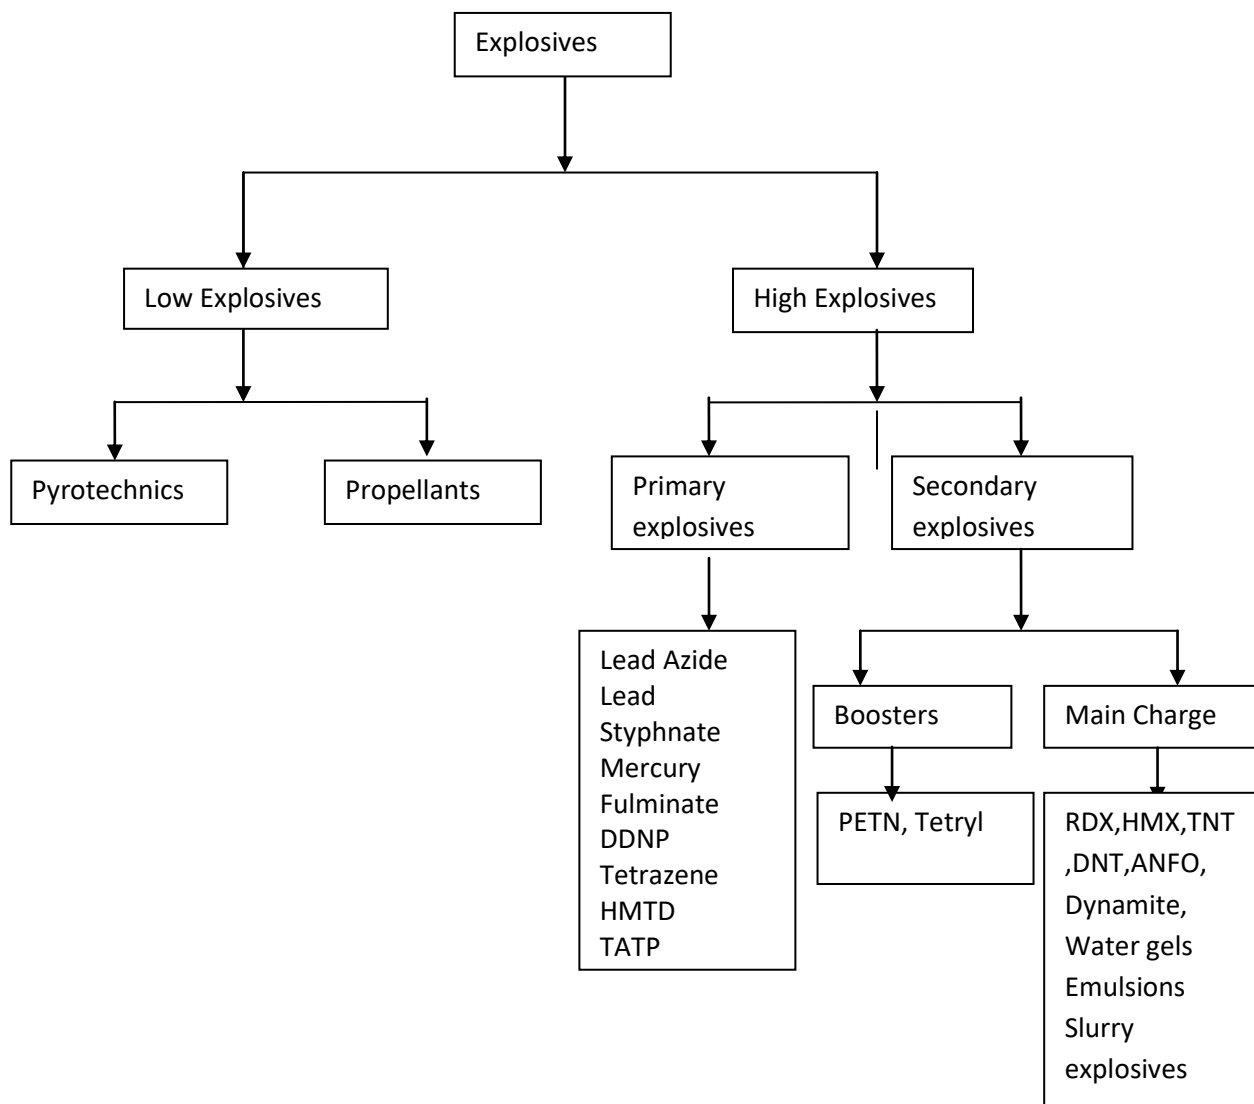 Explosives
Low Explosives
High Explosives
Pyrotechnics
Propellants
Primary
explosives
Secondary
explosives
Lead Azide
Lead
Styphnate
Mercury
Fulminate
DDNP
Tetrazene
HMTD
TATP
Boosters
Main Charge
PETN, Tetryl
RDX,HMX,TNT
,DNT,ANFO,
Dynamite,
Water gels
Emulsions
Slurry
explosives